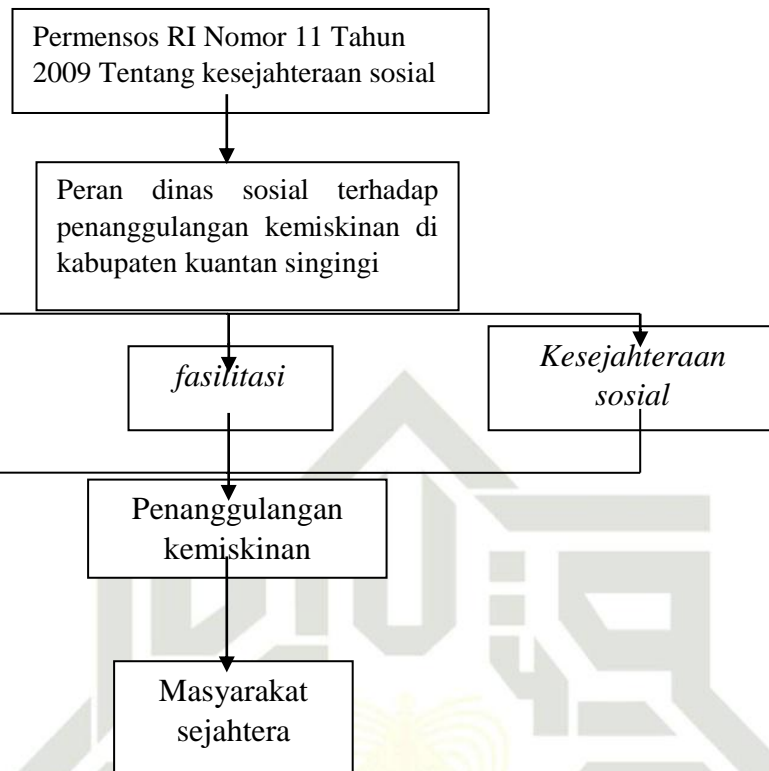 Permensos RI Nomor 11 Tahun
2009 Tentang kesejahteraan sosial
Peran dinas sosial terhadap
penanggulangan kemiskinan di
kabupaten kuantan singingi
fasilitasi
Kesejahteraan
sosial
Penanggulangan
kemiskinan
Masyarakat
sejahtera